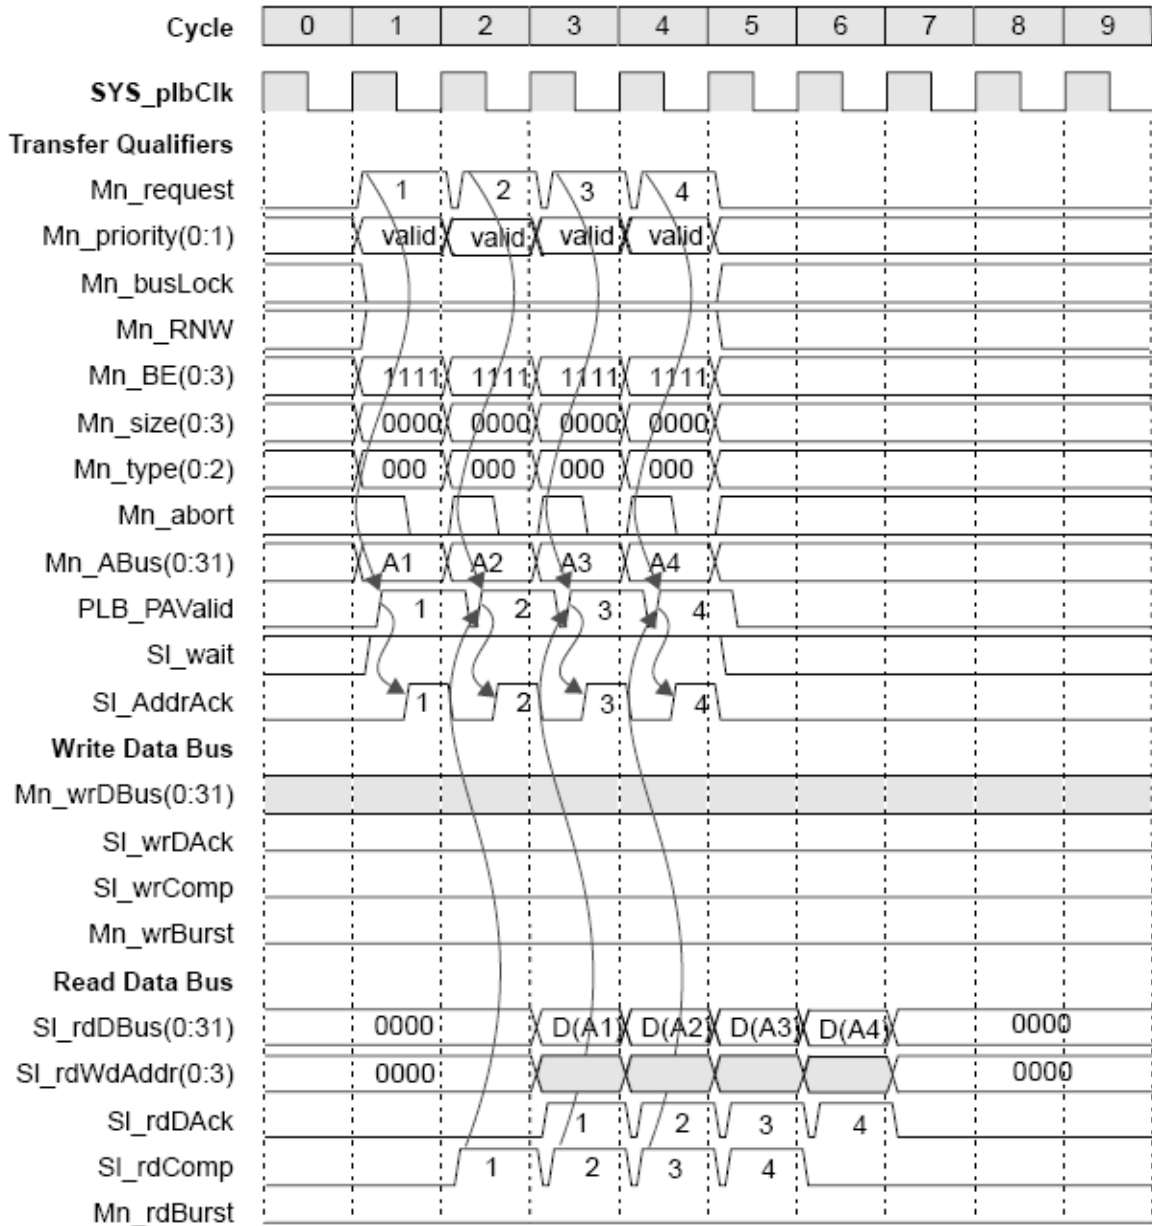 Cycle 0 1 2 3 4 5 6 7 8 9
SYS_plbClk
Transfer Qualifiers
Mn_request 1 2 3 4
Mn_priority(0:1) valid valid valid valid
Mn_busLock
Mn_RNW
Mn_BE(0:3) 1111 1111 1111 1111
Mn_size(0:3) 0000 0000 0000 0000
Mn_type(0:2) 000 000 000 000
Mn_abort
Mn_ABus(0:31) A1 A2 A3 A4
PLB_PAValid 1 2 3 4
Sl_wait
Sl_AddrAck 1 2 3 4
Write Data Bus
Mn_wrDBus(0:31)
Sl_wrDAck
Sl_wrComp
Mn_wrBurst
Read Data Bus
Sl_rdDBus(0:31) 0000 D(A1) D(A2) D(A3) D(A4) 0000
Sl_rdWdAddr(0:3) 0000 0000
Sl_rdDAck 1 2 3 4
Sl_rdComp 1 2 3 4
Mn_rdBurst